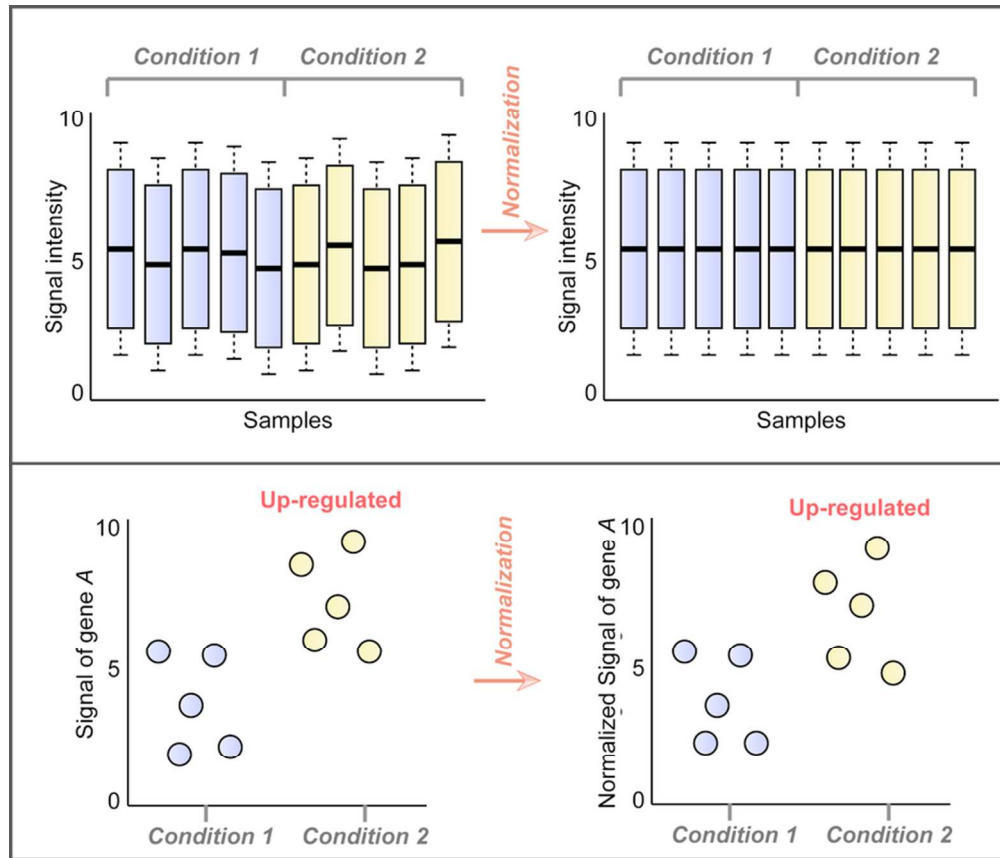 Condition 1 Condition 2
10
5
0
Signal intensity
Samples
Normalization
Condition 1 Condition 2
10
5
0
Signal intensity
Samples
Up-regulated
10
5
0
Signal of gene A
Condition 1 Condition 2
Normalization
Up-regulated
10
5
0
Normalized Signal of gene A
Condition 1 Condition 2